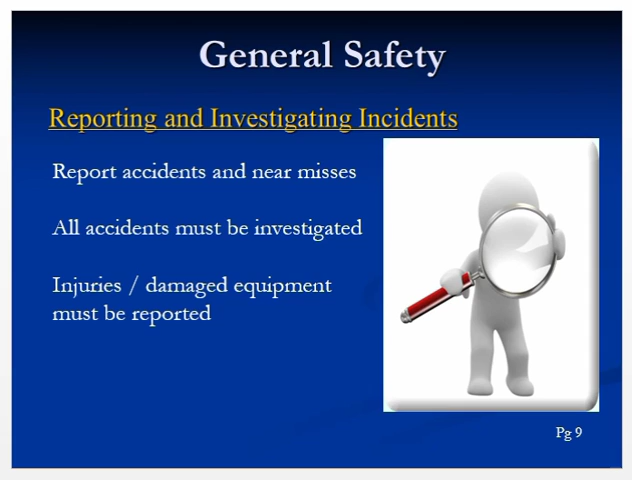 General Safety
Reporting and Investigating Incidents
Report accidents and near misses
All accidents must be investigated
Injuries / damaged equipment
must be reported
Pg 9